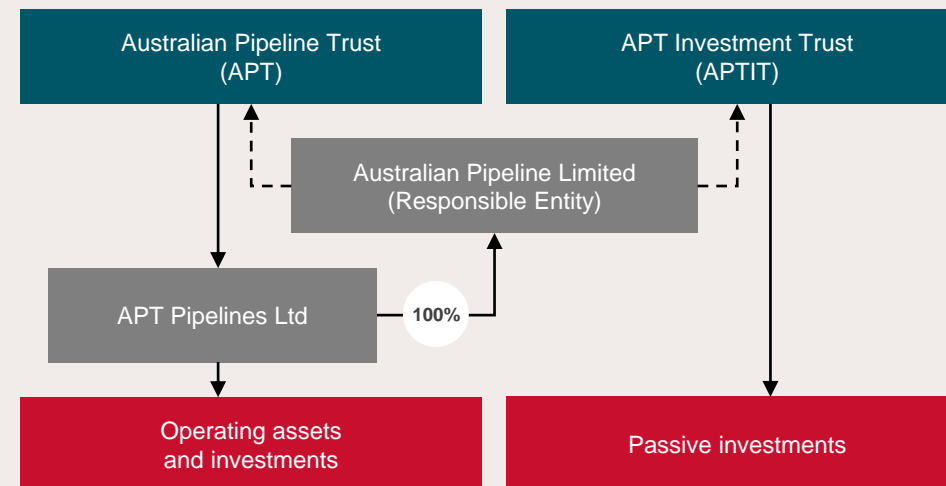 Australian Pipeline Trust
(APT)
APT Investment Trust
(APTIT)
Australian Pipeline Limited
(Responsible Entity)
APT Pipelines Ltd
100%
Operating assets
and investments
Passive investments